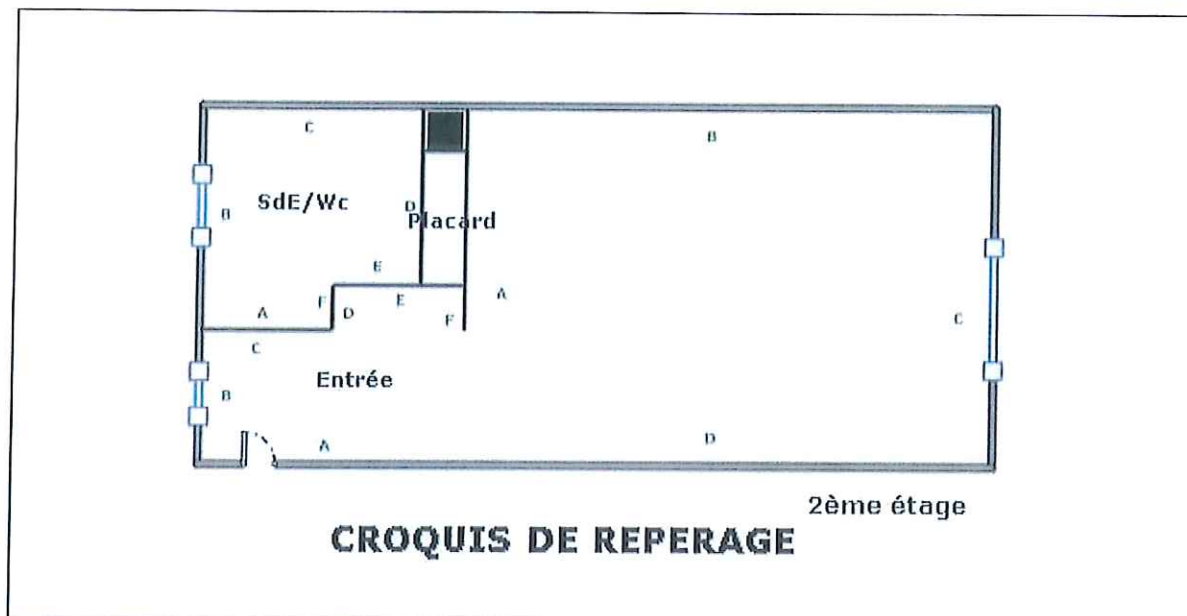 C
B
SdE/Wc
B
D
Placard
E
A
F
E
A
D
F
C
C
Entrée
B
A
D
2ème étage
CROQUIS DE REPERAGE